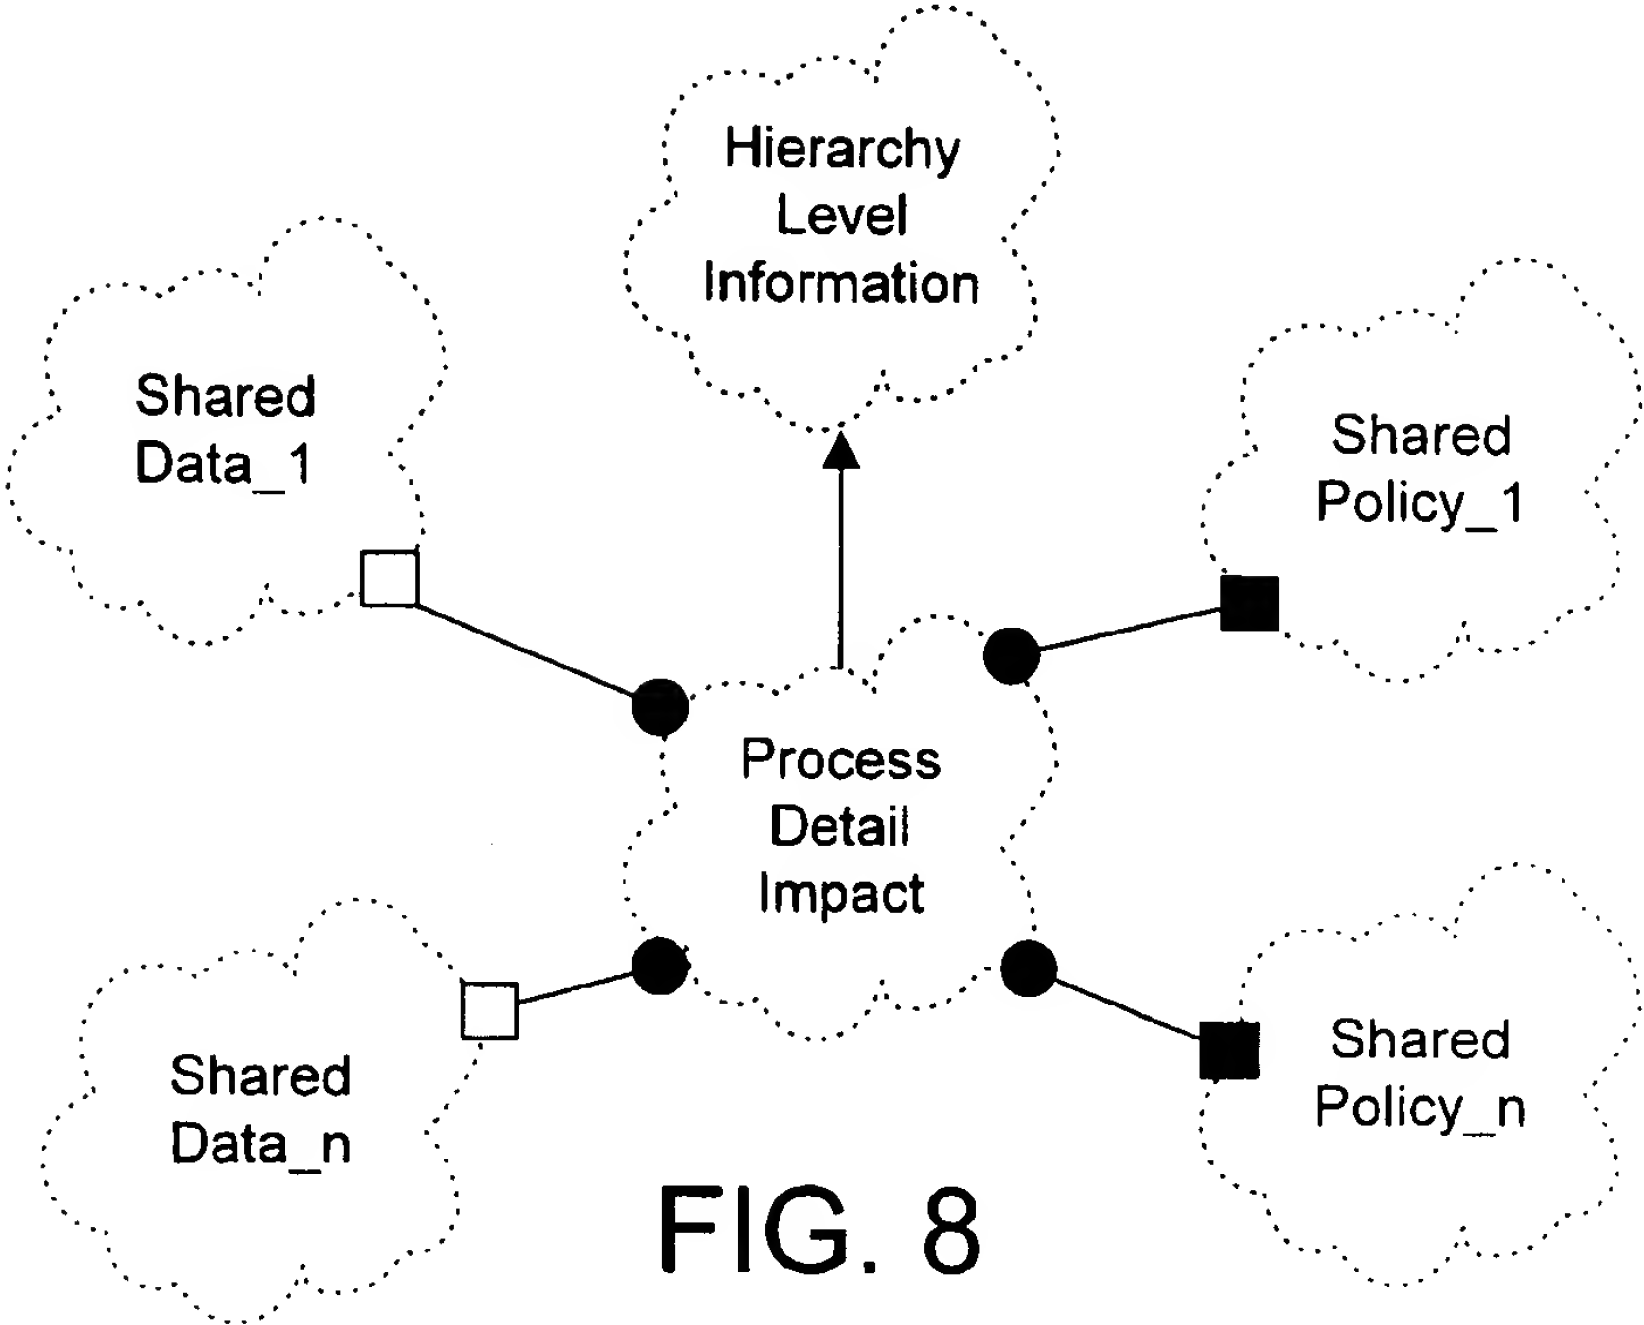 Hierarchy
Level
Information
Shared
Data_1
Shared
Policy_1
Process
Detail
Impact
Shared
Data_n
Shared
Policy_n
FIG. 8